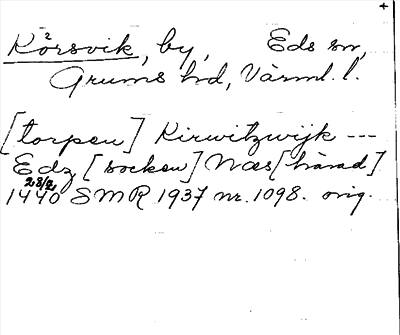 +
Körsvik, by, Eds sn,
Grums hd, Värml. l.
[torpen] Kirwitzwijk ---
Edz [socken] Næs [härad]
28/2
1440 SMR 1937 nr. 1098. orig.